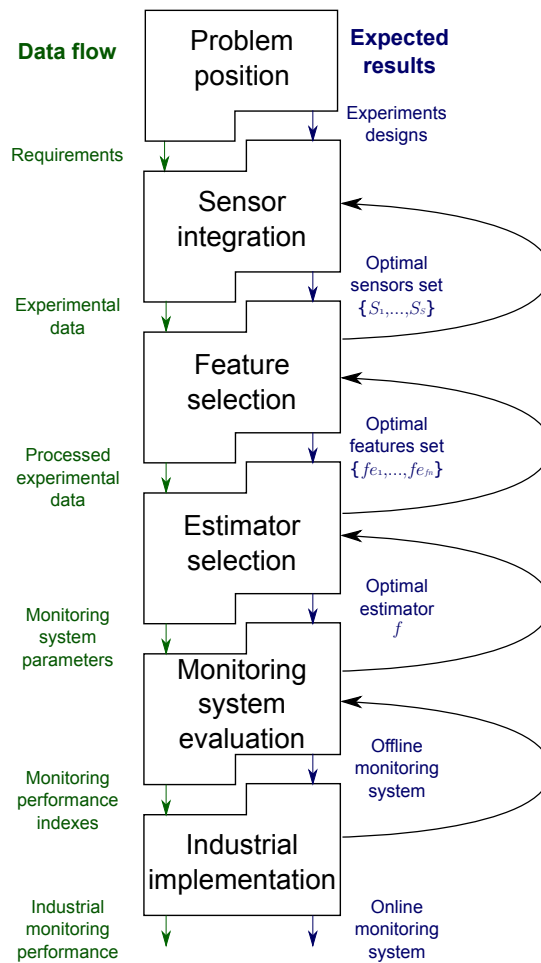 Data flow
Problem
position
Expected
results
Requirements
Experiments
designs
Sensor
integration
Experimental
data
Optimal
sensors set
{S₁,...,Sₛ}
Feature
selection
Processed
experimental
data
Optimal
features set
{fe₁,...,fe_{fn}}
Estimator
selection
Monitoring
system
parameters
Optimal
estimator
f
Monitoring
system
evaluation
Monitoring
performance
indexes
Offline
monitoring
system
Industrial
implementation
Industrial
monitoring
performance
Online
monitoring
system